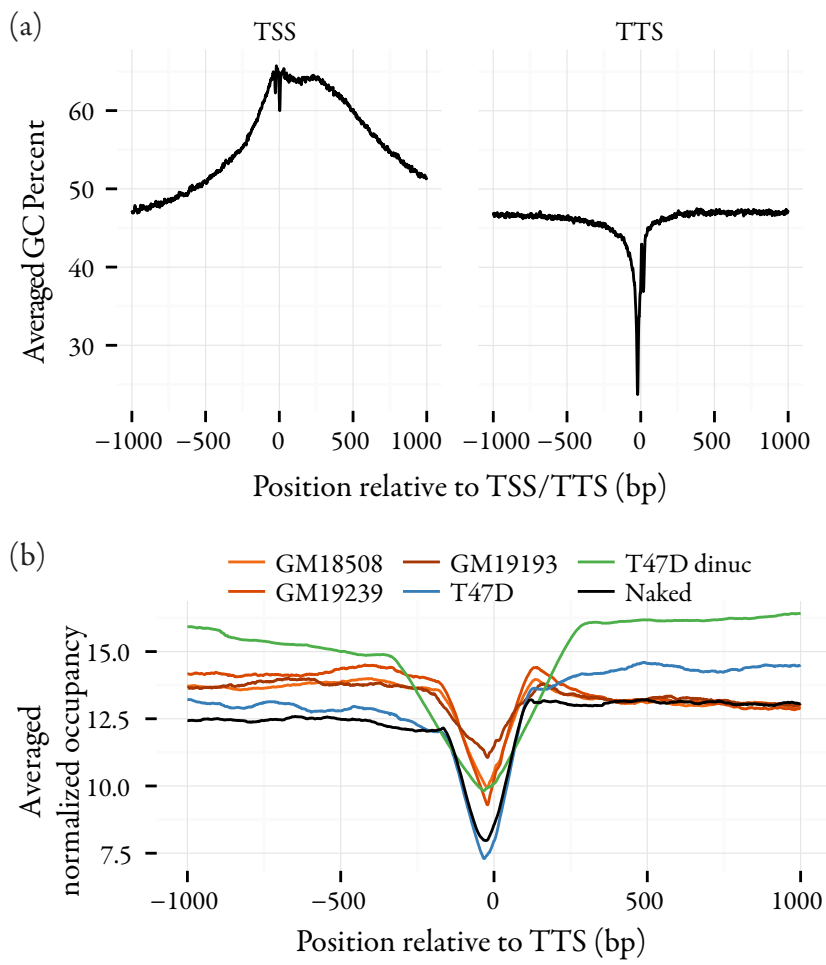 (a)
TSS TTS
Averaged GC Percent
60
50
40
30
−1000 −500 0 500 1000 −1000 −500 0 500 1000
Position relative to TSS/TTS (bp)
(b)
GM18508 GM19193 T47D dinuc
GM19239 T47D Naked
Averaged
normalized occupancy
15.0
12.5
10.0
7.5
−1000 −500 0 500 1000
Position relative to TTS (bp)